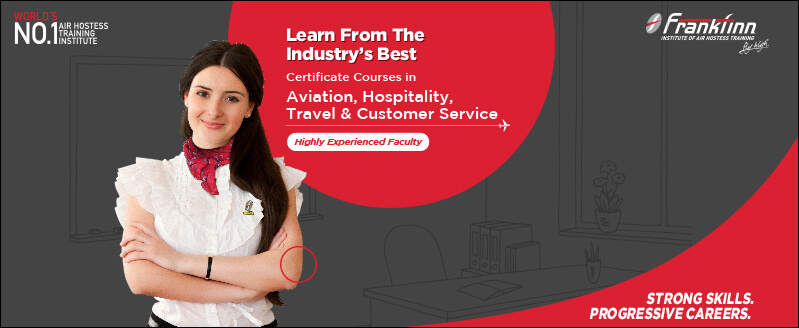 WORLD'S
NO.1 AIR HOSTESS
TRAINING
INSTITUTE
Learn From The
Industry's Best
Certificate Courses in
Aviation, Hospitality,
Travel & Customer Service
Highly Experienced Faculty
Frankfinn
INSTITUTE OF AIR HOSTESS TRAINING
fly high
STRONG SKILLS.
PROGRESSIVE CAREERS.